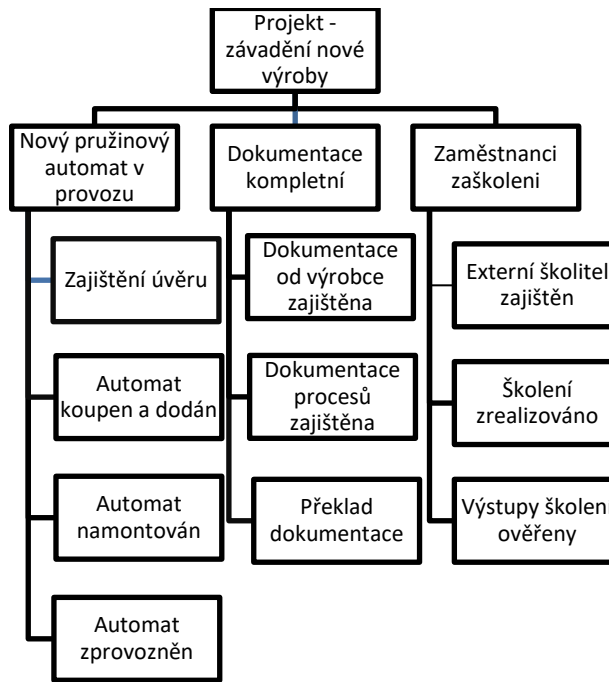 Projekt -
závadění nové
výroby
Nový pružinový
automat v
provozu
Dokumentace
kompletní
Zaměstnanci
zaškoleni
Zajištění úvěru
Dokumentace
od výrobce
zajištěna
Externí školitel
zajištěn
Automat
koupen a dodán
Dokumentace
procesů
zajištěna
Školení
zrealizováno
Automat
namontován
Překlad
dokumentace
Výstupy školení
ověřeny
Automat
zprovozněn